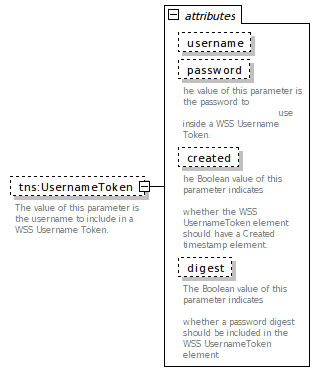 attributes
username
password
he value of this parameter is
the password to
use
inside a WSS Username
Token.
created
he Boolean value of this
parameter indicates
whether the WSS
UsernameToken element
should have a Created
timestamp element.
tns:UsernameToken
The value of this parameter is
the username to include in a
WSS Username Token.
digest
The Boolean value of this
parameter indicates
whether a password digest
should be included in the
WSS UsernameToken
element